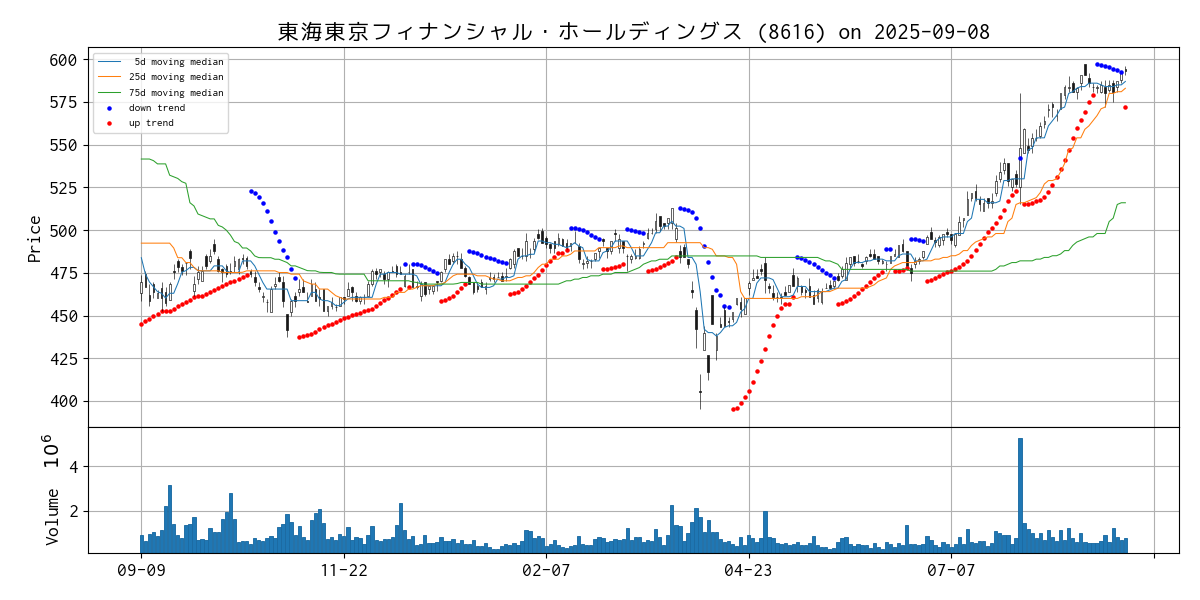 東海東京フィナンシャル・ホールディングス (8616) on 2025-09-08
5d moving median
25d moving median
75d moving median
down trend
up trend
Price
600
575
550
525
500
475
450
425
400
Volume 10^6
4
2
09-09 11-22 02-07 04-23 07-07